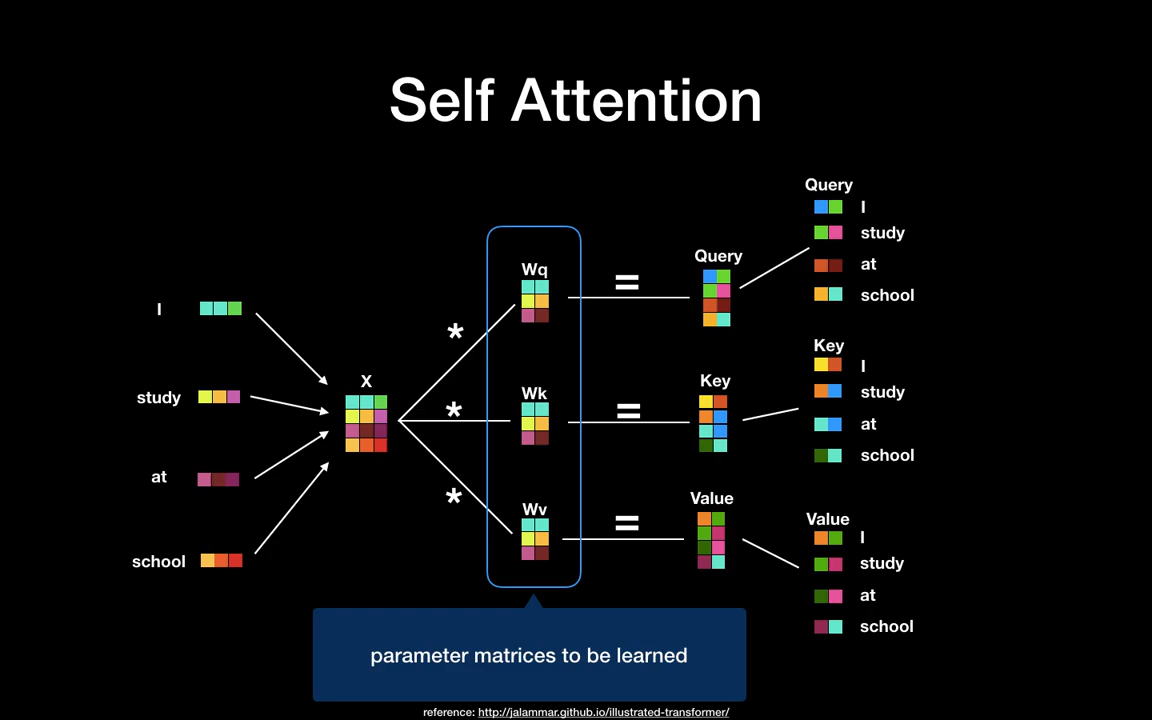 Self Attention
I
study
at
school
X
*
*
*
Wq
Wk
Wv
=
=
=
Query
Key
Value
Query
I
study
at
school
Key
I
study
at
school
Value
I
study
at
school
parameter matrices to be learned
reference: http://jalammar.github.io/illustrated-transformer/